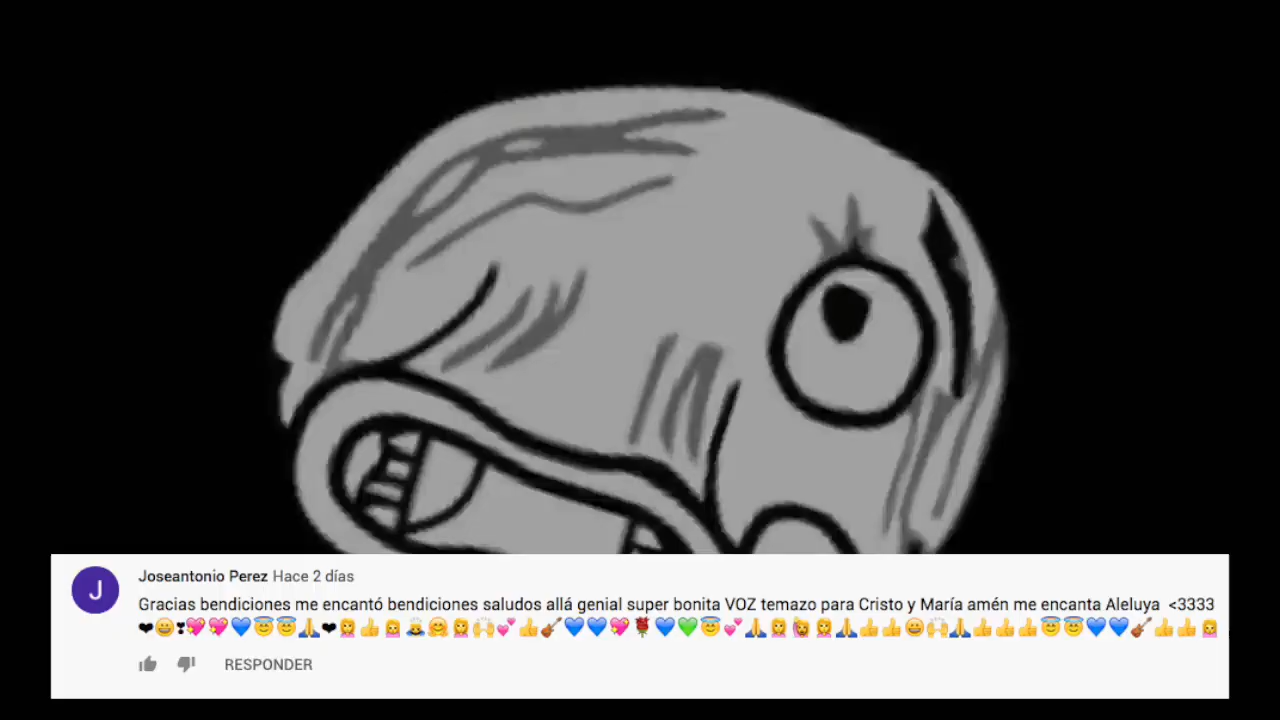 J
Joseantonio Perez Hace 2 días
Gracias bendiciones me encantó bendiciones saludos allá genial super bonita VOZ temazo para Cristo y María amén me encanta Aleluya <3333
❤😀❣💖💖💙😇😇🙏❤🙆👍💆🙇🤗🙆🙌💕👍🎸💙💙💖🌹💙💚😇💕🙏🙆🙋🙆🙏👍👍😀🙌🙏👍👍👍😇😇💙💙🎸👍👍💆
RESPONDER